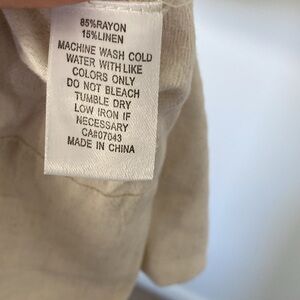 85%RAYON
15%LINEN
MACHINE WASH COLD
WATER WITH LIKE
COLORS ONLY
DO NOT BLEACH
TUMBLE DRY
LOW IRON IF
NECESSARY
CA#07043
MADE IN CHINA